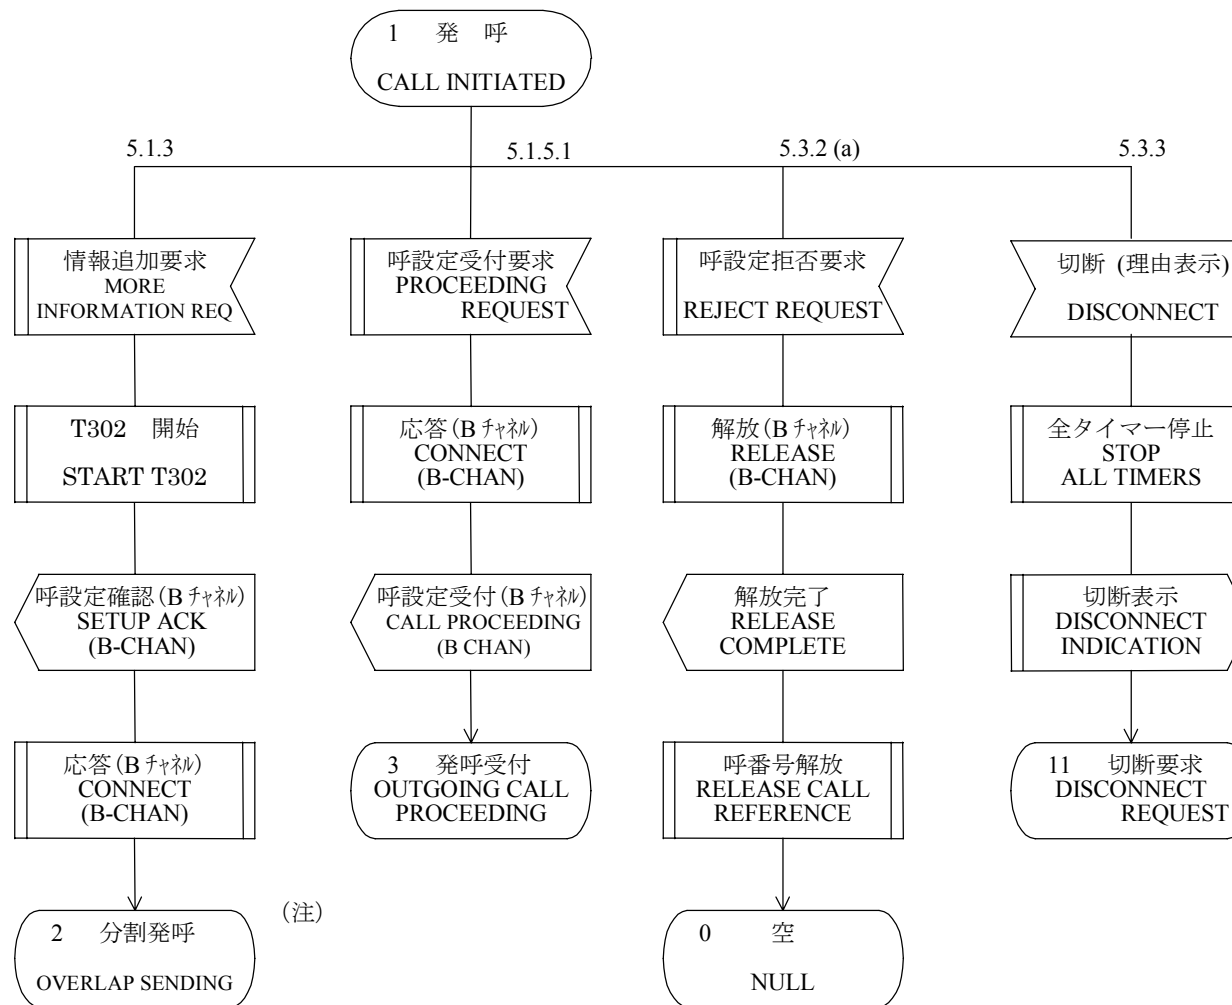 1 発 呼
CALL INITIATED
5.1.3
5.1.5.1
5.3.2 (a)
5.3.3
情報追加要求
MORE
INFORMATION REQ
呼設定受付要求
PROCEEDING
REQUEST
呼設定拒否要求
REJECT REQUEST
切断 (理由表示)
DISCONNECT
T302 開始
START T302
応答(B チャネル)
CONNECT
(B-CHAN)
解放(B チャネル)
RELEASE
(B-CHAN)
全タイマー停止
STOP
ALL TIMERS
呼設定確認(B チャネル)
SETUP ACK
(B-CHAN)
呼設定受付(B チャネル)
CALL PROCEEDING
(B CHAN)
解放完了
RELEASE
COMPLETE
切断表示
DISCONNECT
INDICATION
応答(B チャネル)
CONNECT
(B-CHAN)
3 発呼受付
OUTGOING CALL
PROCEEDING
呼番号解放
RELEASE CALL
REFERENCE
11 切断要求
DISCONNECT
REQUEST
2 分割発呼
OVERLAP SENDING
(注)
0 空
NULL